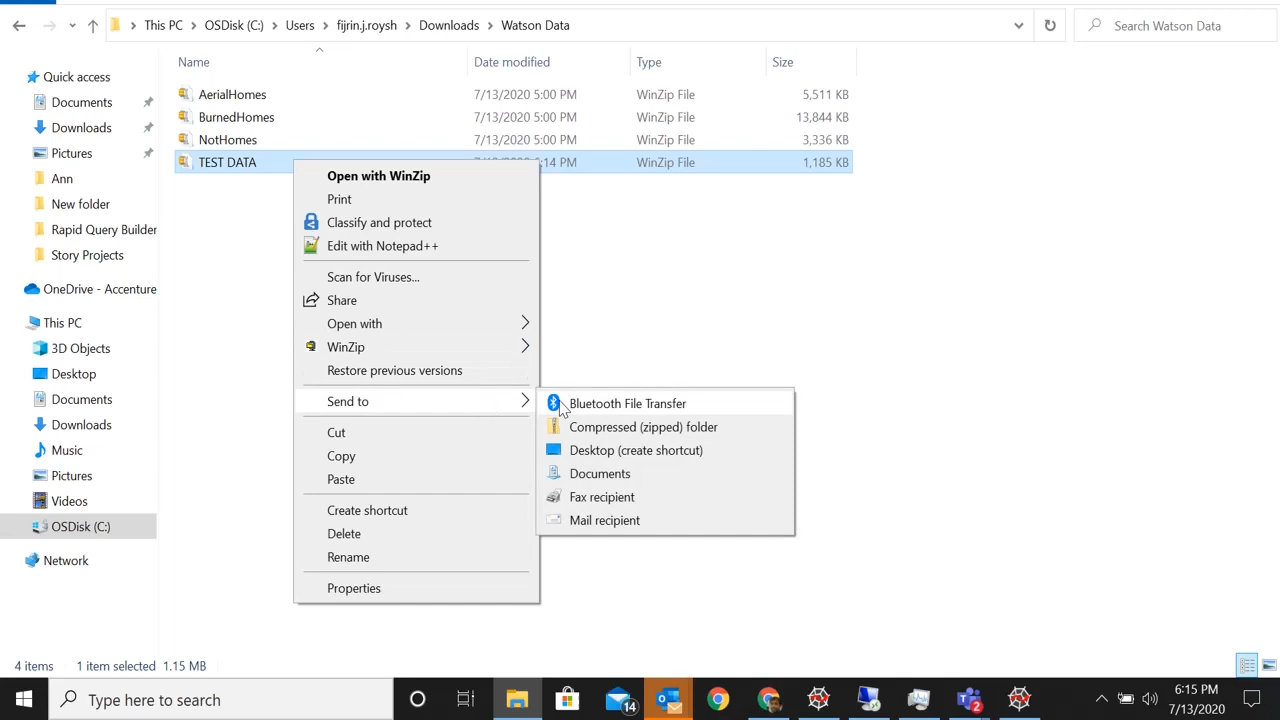 This PC > OSDisk (C:) > Users > fijrin.j.roysh > Downloads > Watson Data
Search Watson Data
Name Date modified Type Size
Quick access
Documents
Downloads
Pictures
Ann
New folder
Rapid Query Builder
Story Projects
OneDrive - Accenture
This PC
3D Objects
Desktop
Documents
Downloads
Music
Pictures
Videos
OSDisk (C:)
Network
AerialHomes 7/13/2020 5:00 PM WinZip File 5,511 KB
BurnedHomes 7/13/2020 5:00 PM WinZip File 13,844 KB
NotHomes 7/13/2020 5:00 PM WinZip File 3,336 KB
TEST DATA :14 PM WinZip File 1,185 KB
Open with WinZip
Print
Classify and protect
Edit with Notepad++
Scan for Viruses...
Share
Open with
WinZip
Restore previous versions
Send to
Cut
Copy
Paste
Create shortcut
Delete
Rename
Properties
Bluetooth File Transfer
Compressed (zipped) folder
Desktop (create shortcut)
Documents
Fax recipient
Mail recipient
4 items 1 item selected 1.15 MB
Type here to search
14
2
6:15 PM
7/13/2020